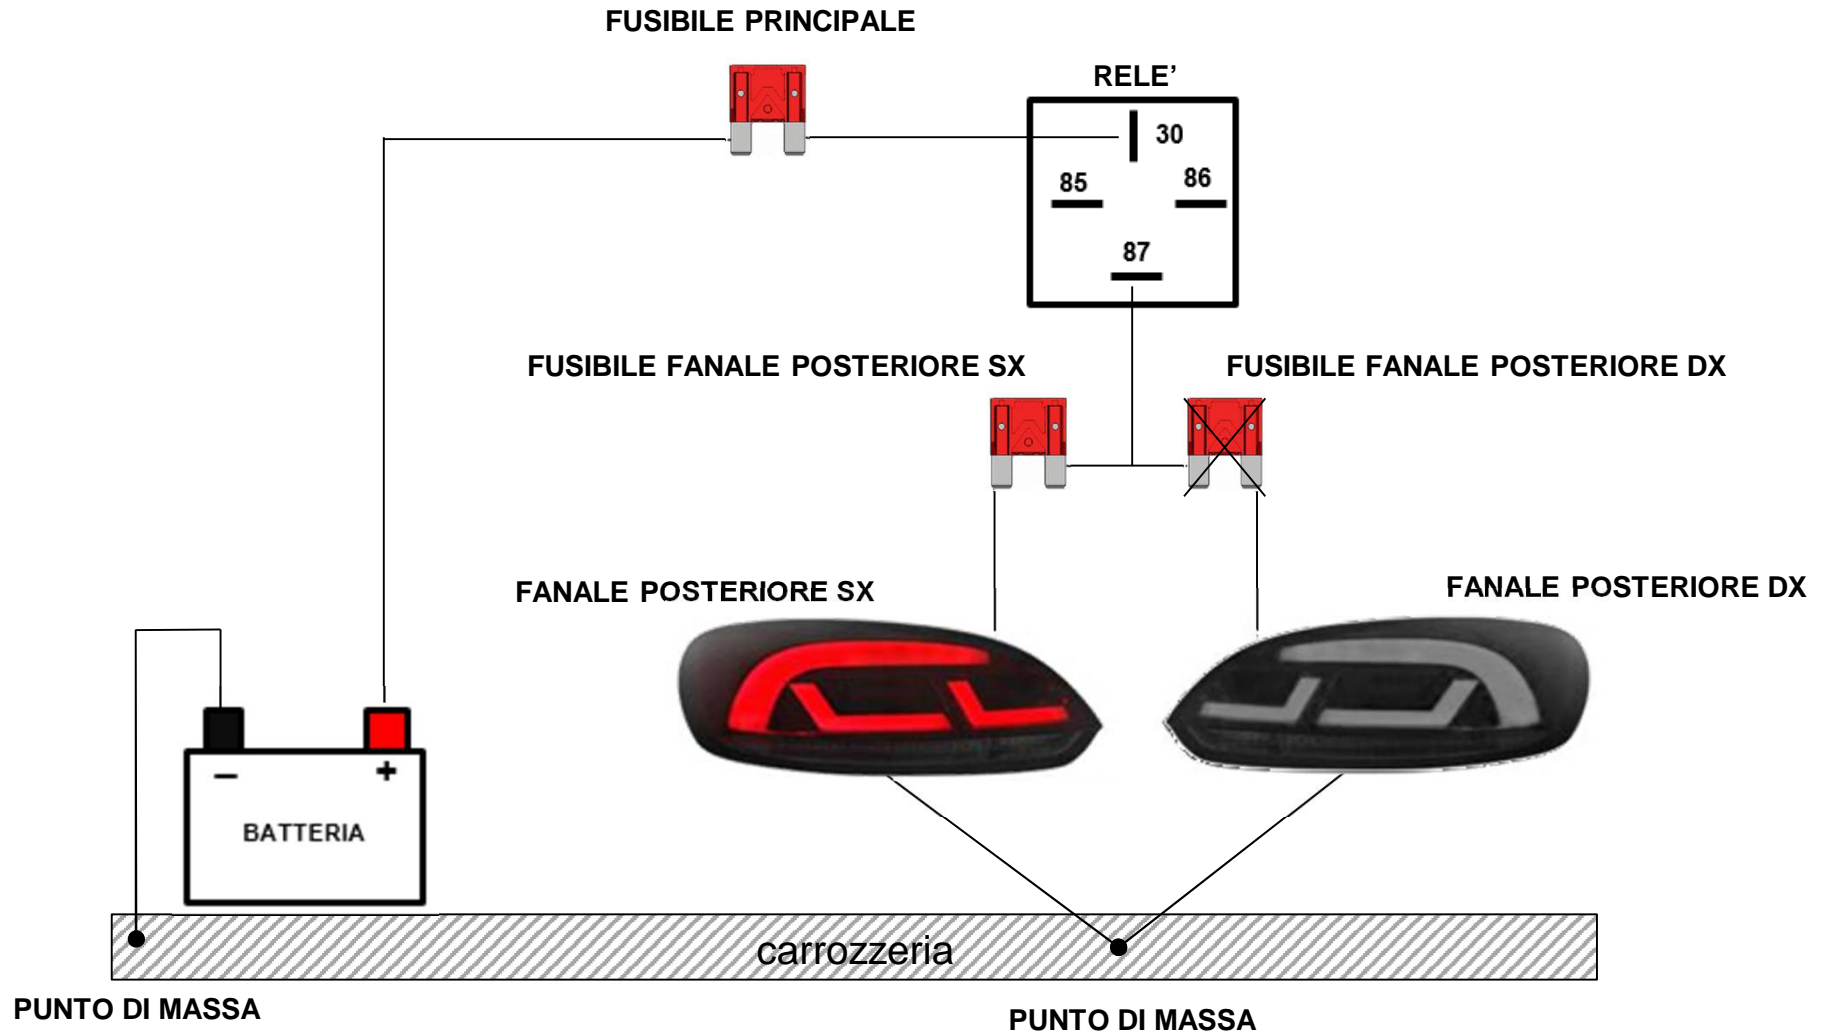 FUSIBILE PRINCIPALE
RELE’
30
85
86
87
FUSIBILE FANALE POSTERIORE SX
FUSIBILE FANALE POSTERIORE DX
FANALE POSTERIORE SX
FANALE POSTERIORE DX
– +
BATTERIA
carrozzeria
PUNTO DI MASSA
PUNTO DI MASSA